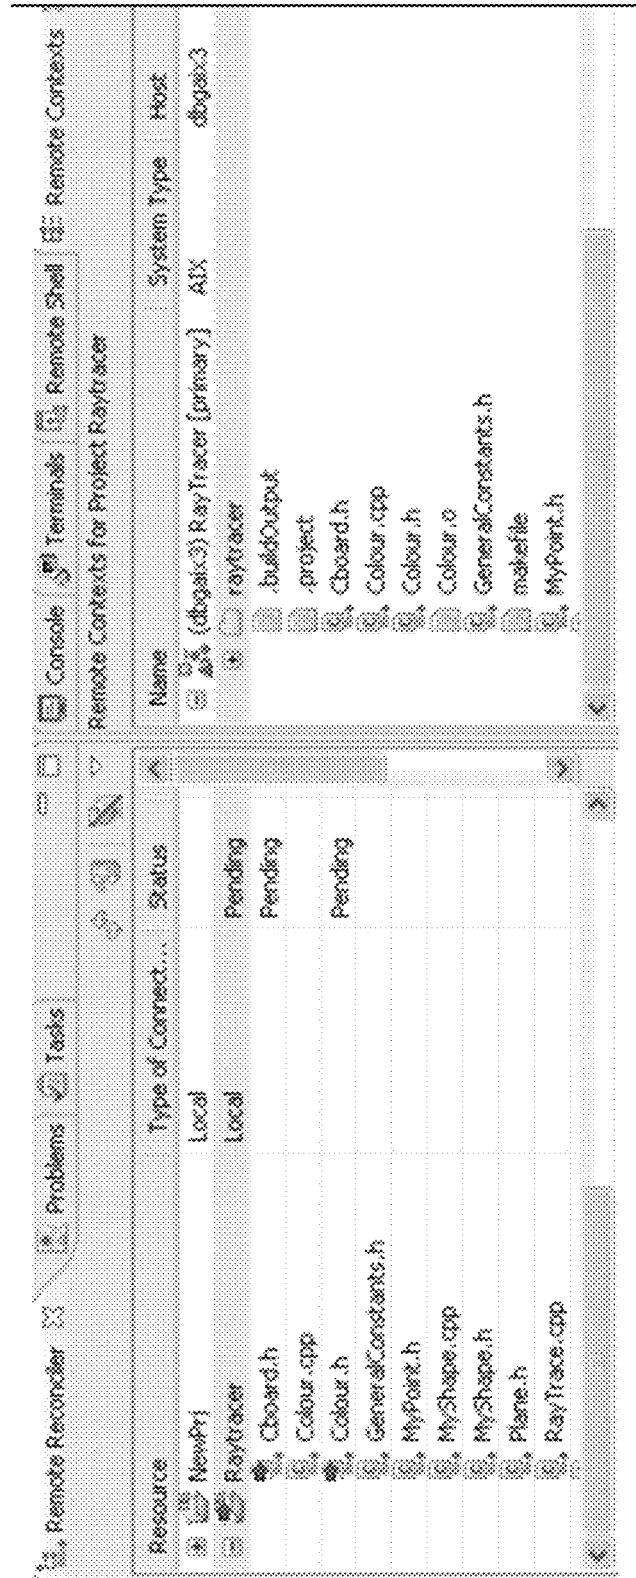 Remote Reconciler
Problems
Tasks
Resource
Type of Connect...
Status
NewPrj
Local
Raytracer
Local
Pending
Cboard.h
Pending
Colour.cpp
Colour.h
Pending
GeneralConstants.h
MyPoint.h
MyShape.cpp
MyShape.h
Plane.h
RayTrace.cpp
Console
Terminals
Remote Shell
Remote Contexts
Remote Contexts for Project Raytracer
Name
System Type
Host
(dbgaix3) RayTracer [primary]
AIX
dbgaix3
raytracer
.buildOutput
.project
Cboard.h
Colour.cpp
Colour.h
Colour.o
GeneralConstants.h
makefile
MyPoint.h